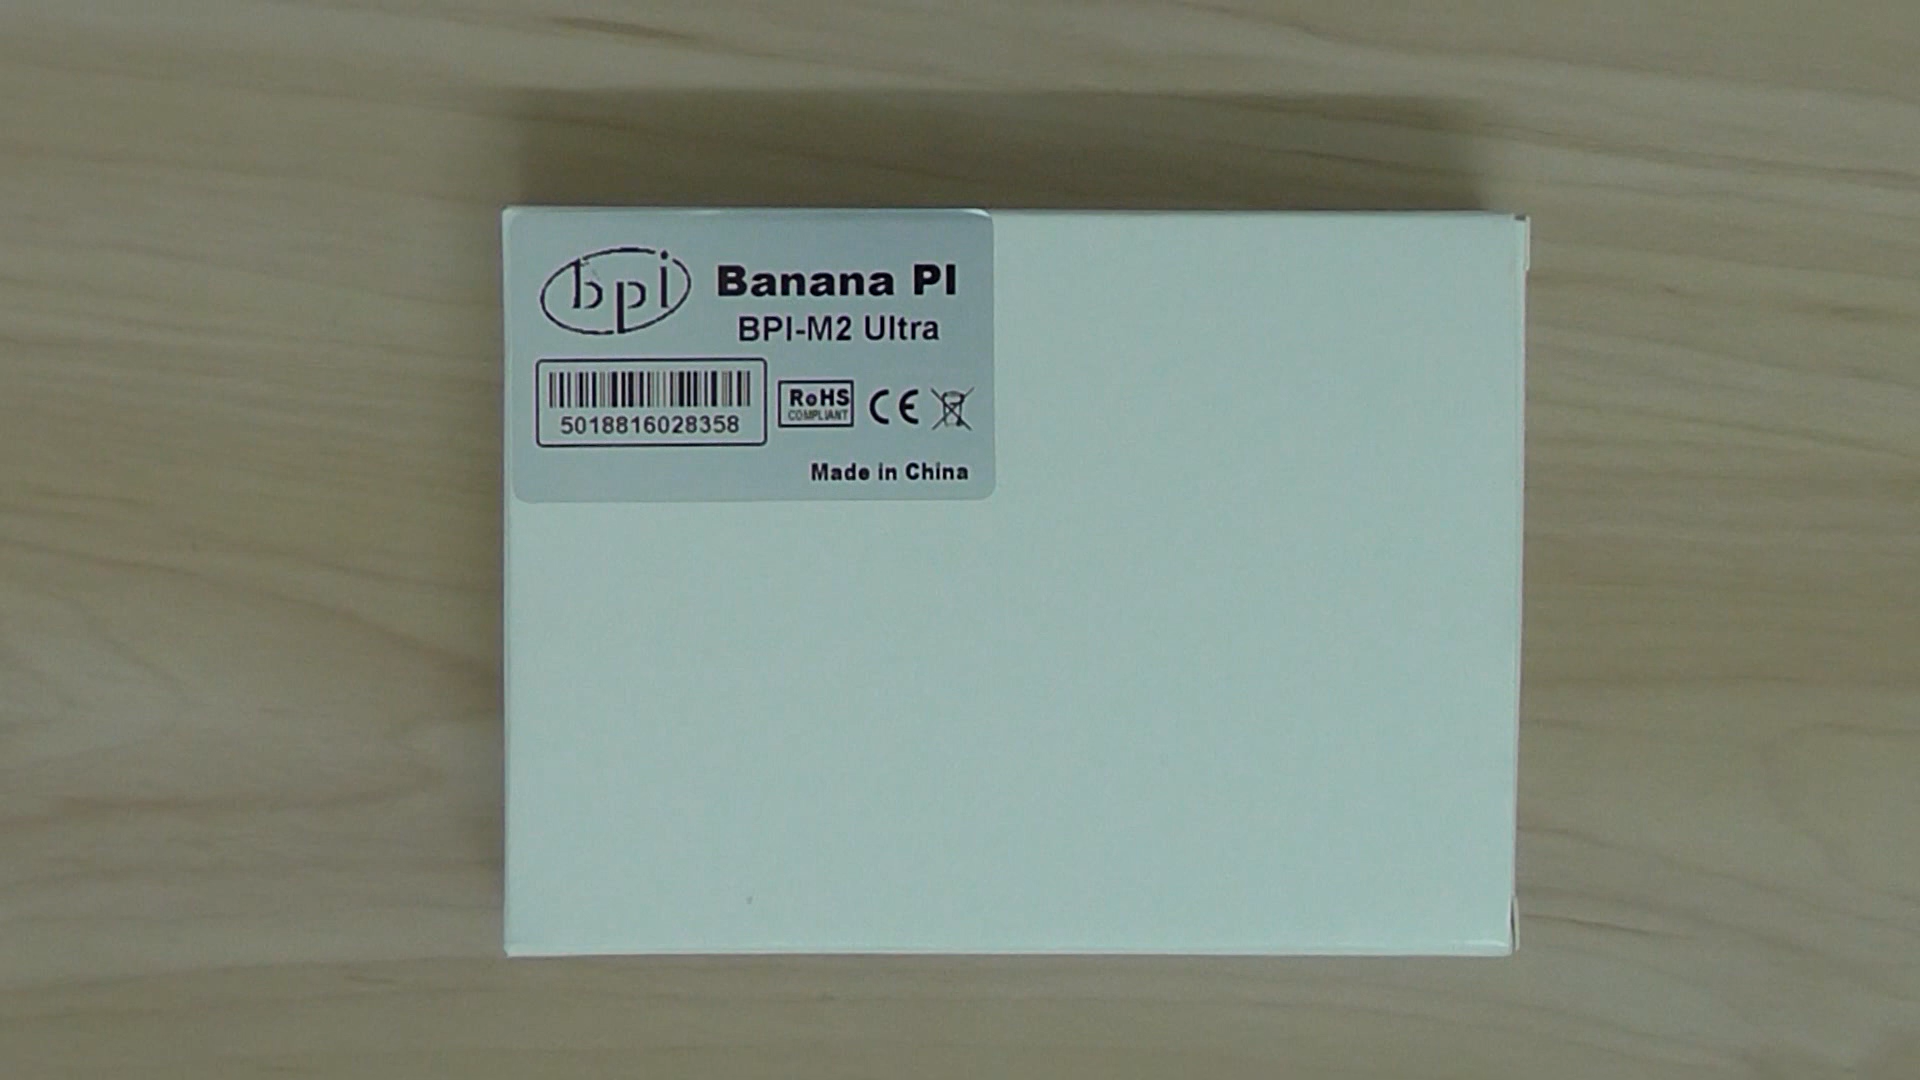 bpi
Banana PI
BPI-M2 Ultra
5018816028358
RoHS
COMPLIANT
CE
Made in China